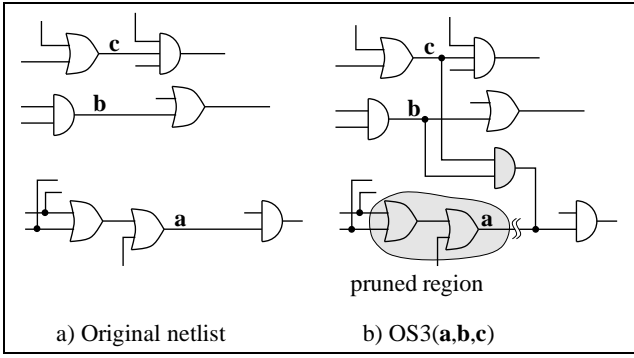 c
b
a
a) Original netlist
c
b
a
pruned region
b) OS3(a,b,c)